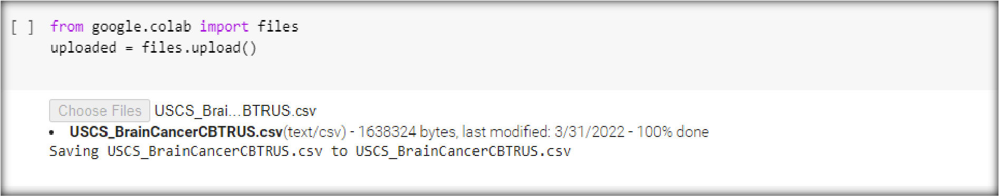 [ ] from google.colab import files
uploaded = files.upload()
Choose Files USCS_Brai...BTRUS.csv
• USCS_BrainCancerCBTRUS.csv(text/csv) - 1638324 bytes, last modified: 3/31/2022 - 100% done
Saving USCS_BrainCancerCBTRUS.csv to USCS_BrainCancerCBTRUS.csv